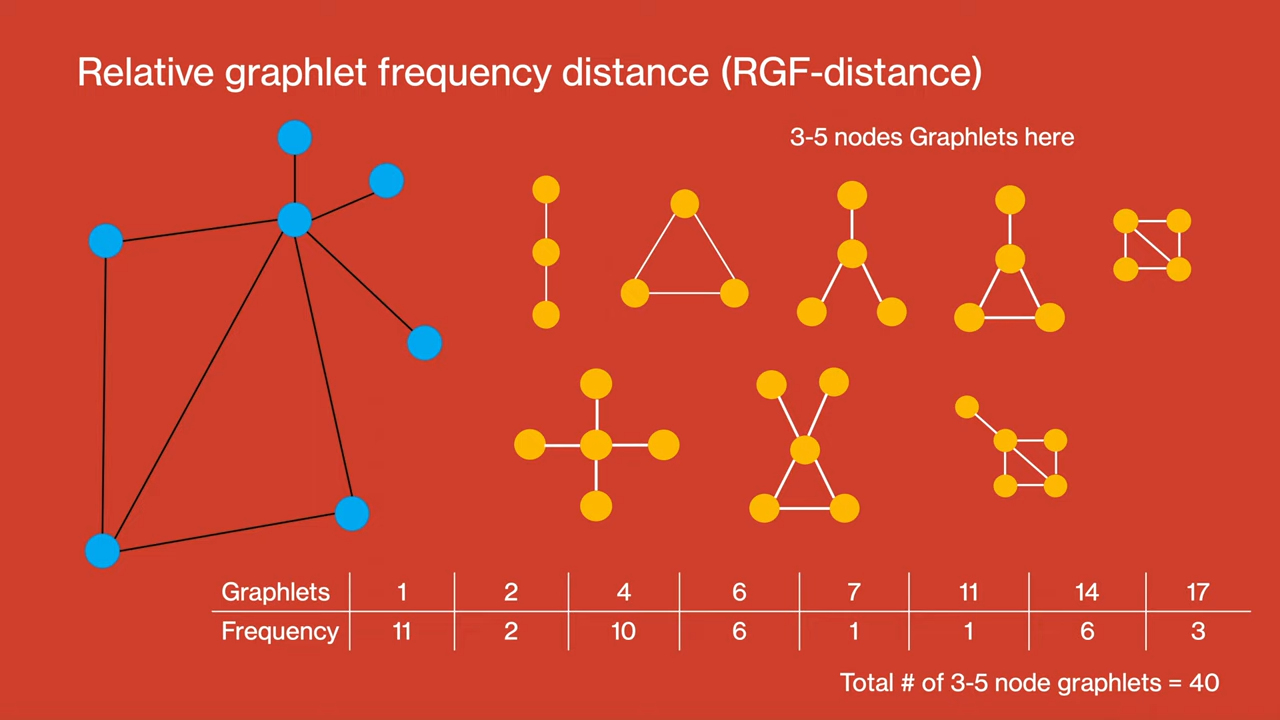 Relative graphlet frequency distance (RGF-distance)
3-5 nodes Graphlets here
Graphlets 1 2 4 6 7 11 14 17
Frequency 11 2 10 6 1 1 6 3
Total # of 3-5 node graphlets = 40